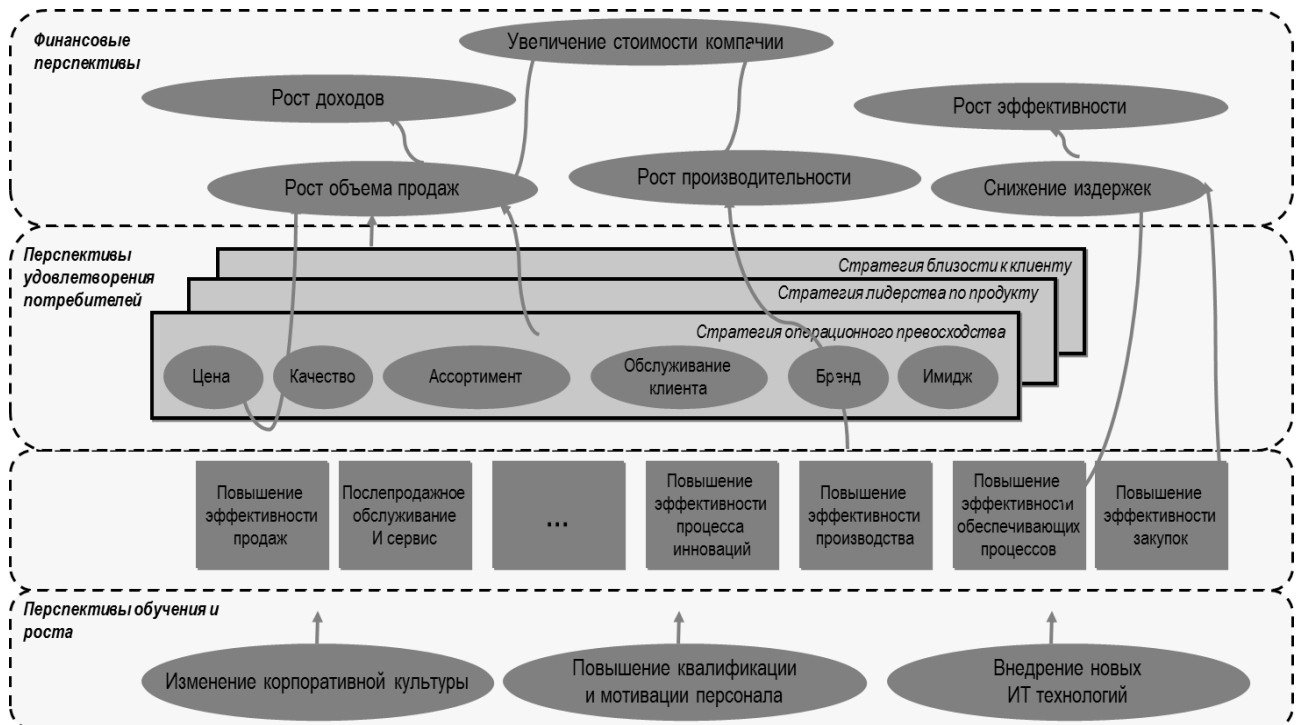 Финансовые
перспективы
Увеличение стоимости компании
Рост доходов
Рост эффективности
Рост объема продаж
Рост производительности
Снижение издержек
Перспективы
удовлетворения
потребителей
Стратегия близости к клиенту
Стратегия лидерства по продукту
Стратегия операционного превосходства
Цена
Качество
Ассортимент
Обслуживание
клиента
Бренд
Имидж
Повышение
эффективности
продаж
Послепродажное
обслуживание
И сервис
...
Повышение
эффективности
процесса
инноваций
Повышение
эффективности
производства
Повышение
эффективности
обеспечивающих
процессов
Повышение
эффективности
закупок
Перспективы обучения и
роста
Изменение корпоративной культуры
Повышение квалификации
и мотивации персонала
Внедрение новых
ИТ технологий